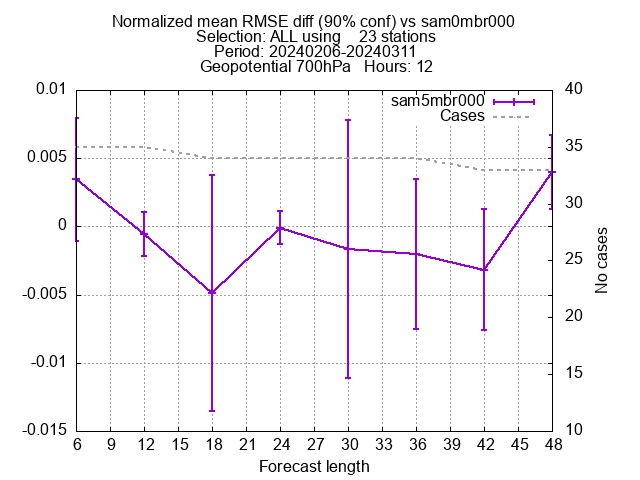 Normalized mean RMSE diff (90% conf) vs sam0mbr000
Selection: ALL using    23 stations
Period: 20240206-20240311
Geopotential 700hPa   Hours: 12
sam5mbr000
Cases
0.01
0.005
0
-0.005
-0.01
-0.015
40
35
30
25
20
15
10
No cases
6 9 12 15 18 21 24 27 30 33 36 39 42 45 48
Forecast length